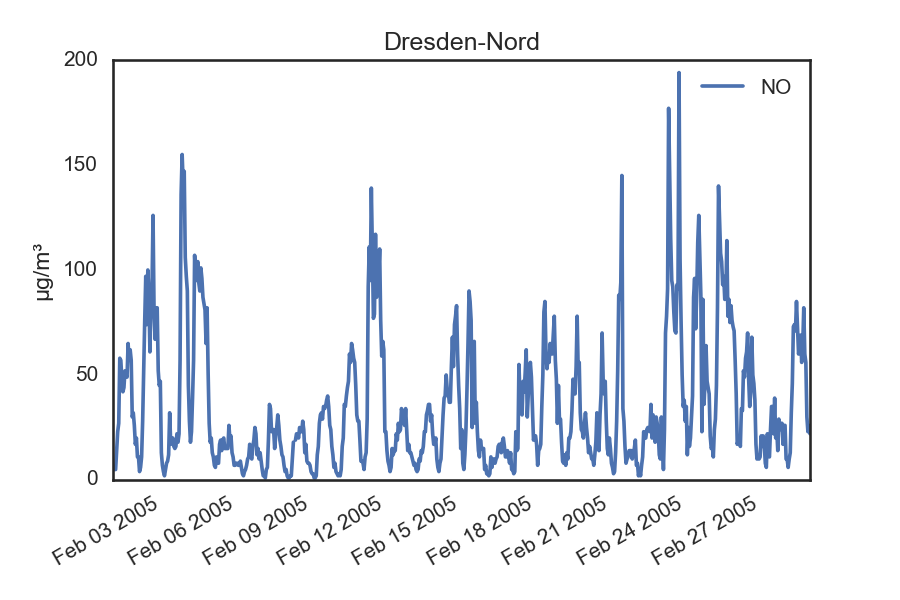 Dresden-Nord
200
150
100
50
0
µg/m³
NO
Feb 03 2005
Feb 06 2005
Feb 09 2005
Feb 12 2005
Feb 15 2005
Feb 18 2005
Feb 21 2005
Feb 24 2005
Feb 27 2005